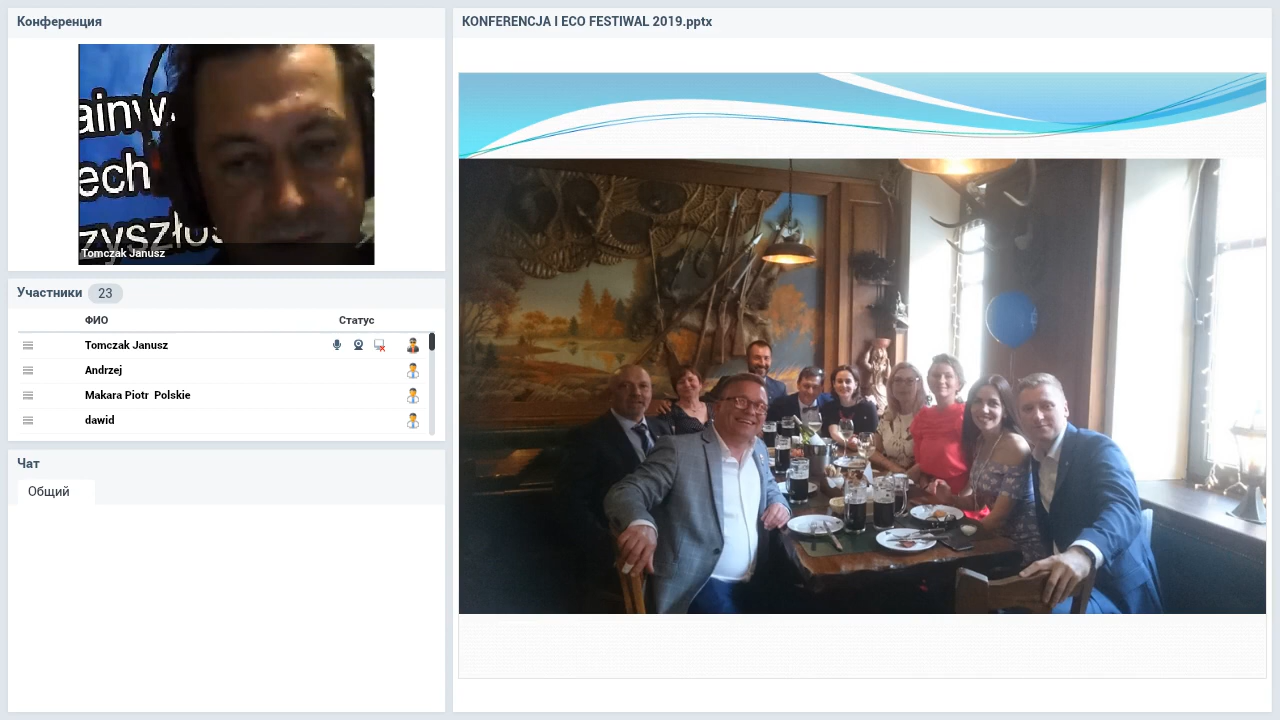 Конференция
ainw.
ech
zyszłoś
Tomczak Janusz
Участники 23
ФИО Статус
Tomczak Janusz
Andrzej
Makara Piotr Polskie
dawid
Чат
Общий
KONFERENCJA I ECO FESTIWAL 2019.pptx